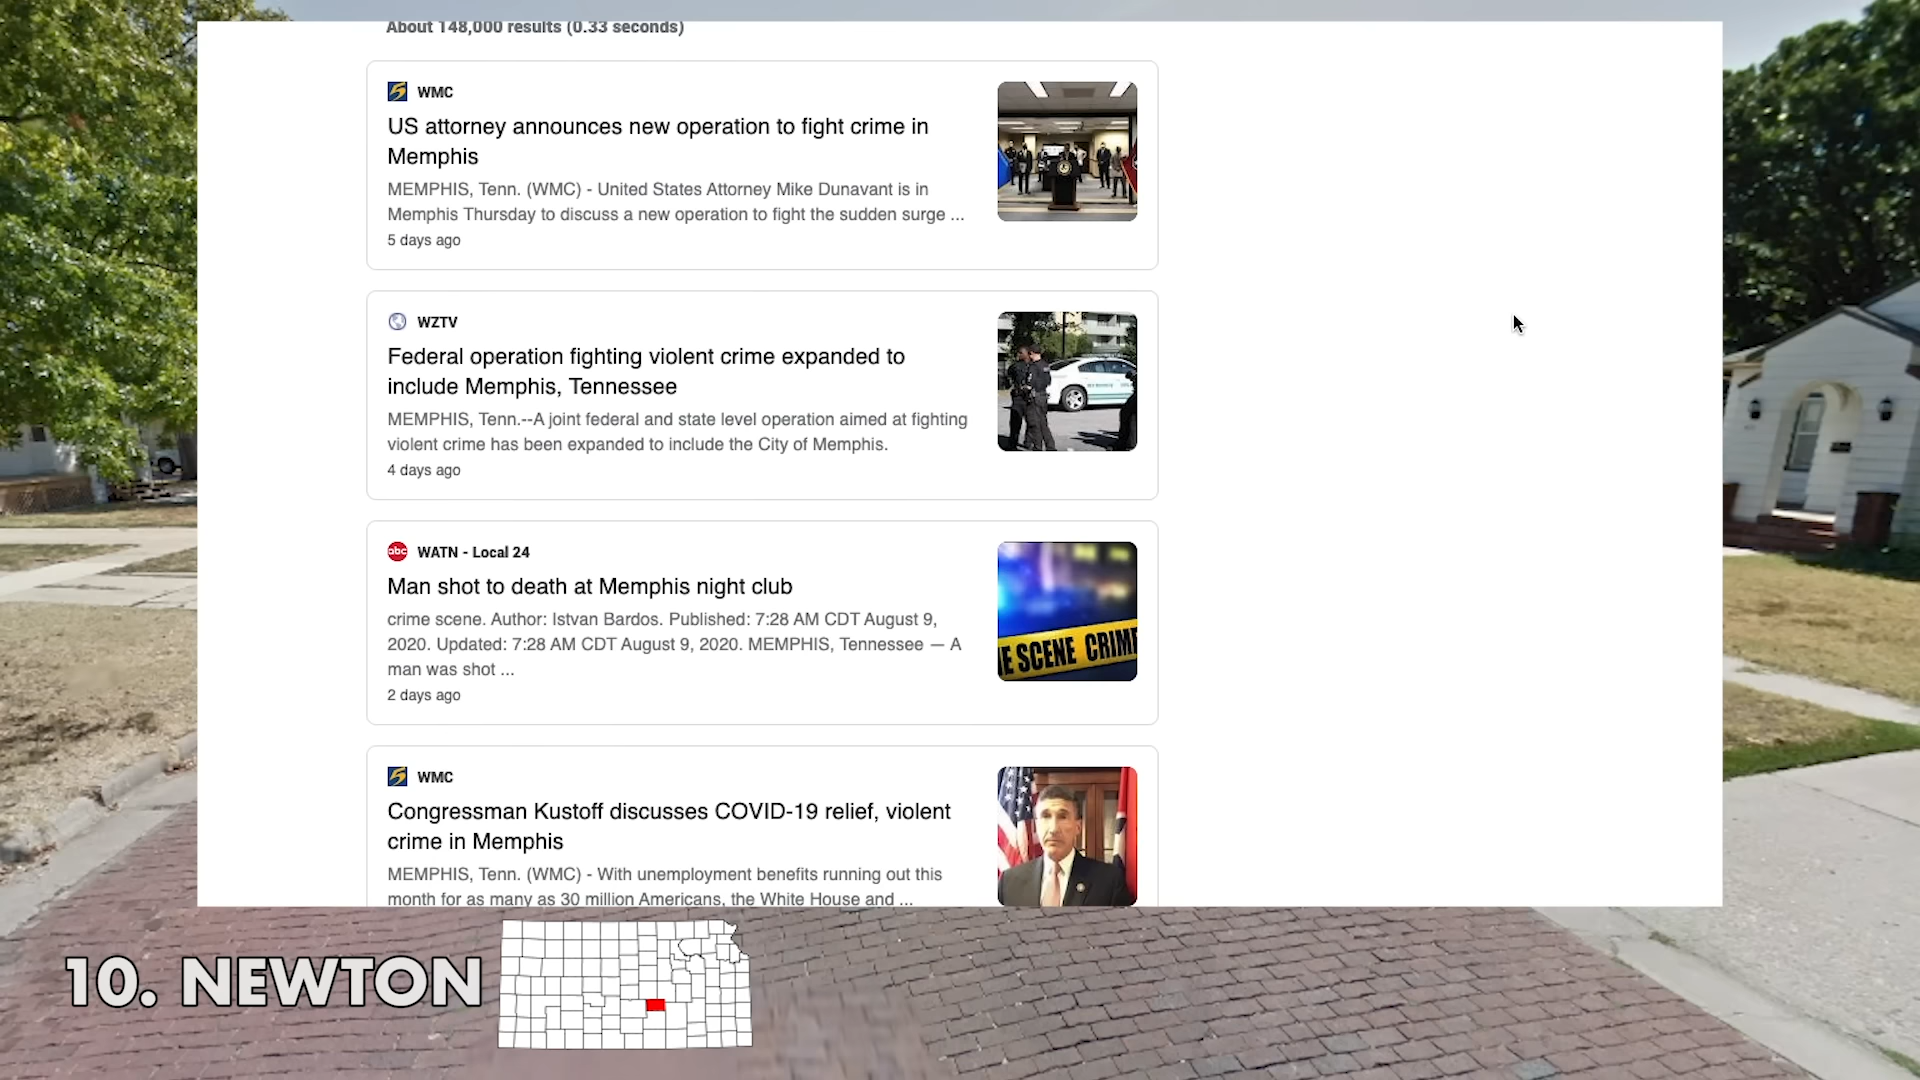 About 148,000 results (0.33 seconds)
WMC
US attorney announces new operation to fight crime in
Memphis
MEMPHIS, Tenn. (WMC) - United States Attorney Mike Dunavant is in
Memphis Thursday to discuss a new operation to fight the sudden surge ...
5 days ago
WZTV
Federal operation fighting violent crime expanded to
include Memphis, Tennessee
MEMPHIS, Tenn.--A joint federal and state level operation aimed at fighting
violent crime has been expanded to include the City of Memphis.
4 days ago
abc
WATN - Local 24
Man shot to death at Memphis night club
crime scene. Author: Istvan Bardos. Published: 7:28 AM CDT August 9,
2020. Updated: 7:28 AM CDT August 9, 2020. MEMPHIS, Tennessee — A
man was shot ...
2 days ago
E SCENE CRIM
WMC
Congressman Kustoff discusses COVID-19 relief, violent
crime in Memphis
MEMPHIS, Tenn. (WMC) - With unemployment benefits running out this
month for as many as 30 million Americans, the White House and ...
10. NEWTON